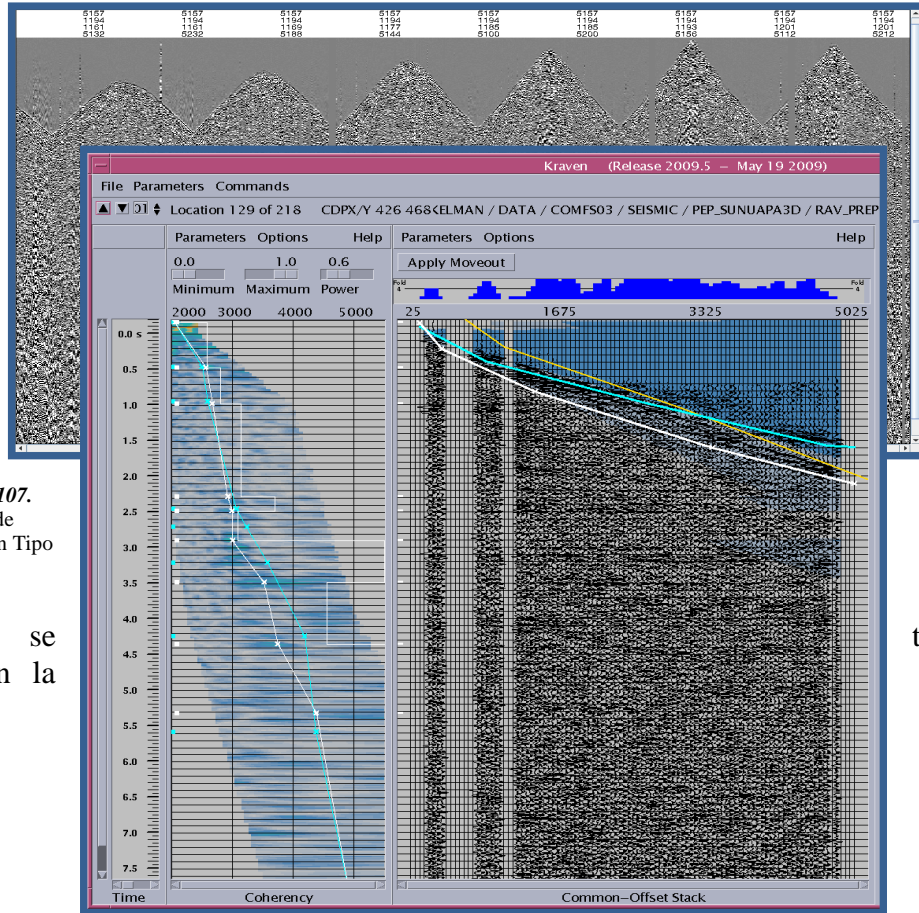 5157 5157 5157 5157 5157 5157 5157 5157 5157
1194 1194 1194 1194 1194 1194 1193 1194 1194
1161 1161 1169 1177 1185 1185 1193 1201 1201
5132 5232 5188 5144 5100 5200 5156 5112 5212
Kraven (Release 2009.5 – May 19 2009)
File Parameters Commands
Location 129 of 218 CDPX/Y 426 468<ELMAN / DATA / COMFS03 / SEISMIC / PEP_SUNUAPA3D / RAV_PREP
Parameters Options Help Parameters Options Help
0.0 1.0 0.6 Apply Moveout
Minimum Maximum Power
Fold Fold
4 4
2000 3000 4000 5000 25 1675 3325 5025
0.0 s
0.5
1.0
1.5
2.0
2.5
3.0
3.5
4.0
4.5
5.0
5.5
6.0
6.5
7.0
7.5
Time Coherency Common-Offset Stack
107.
de
n Tipo
se t
n la